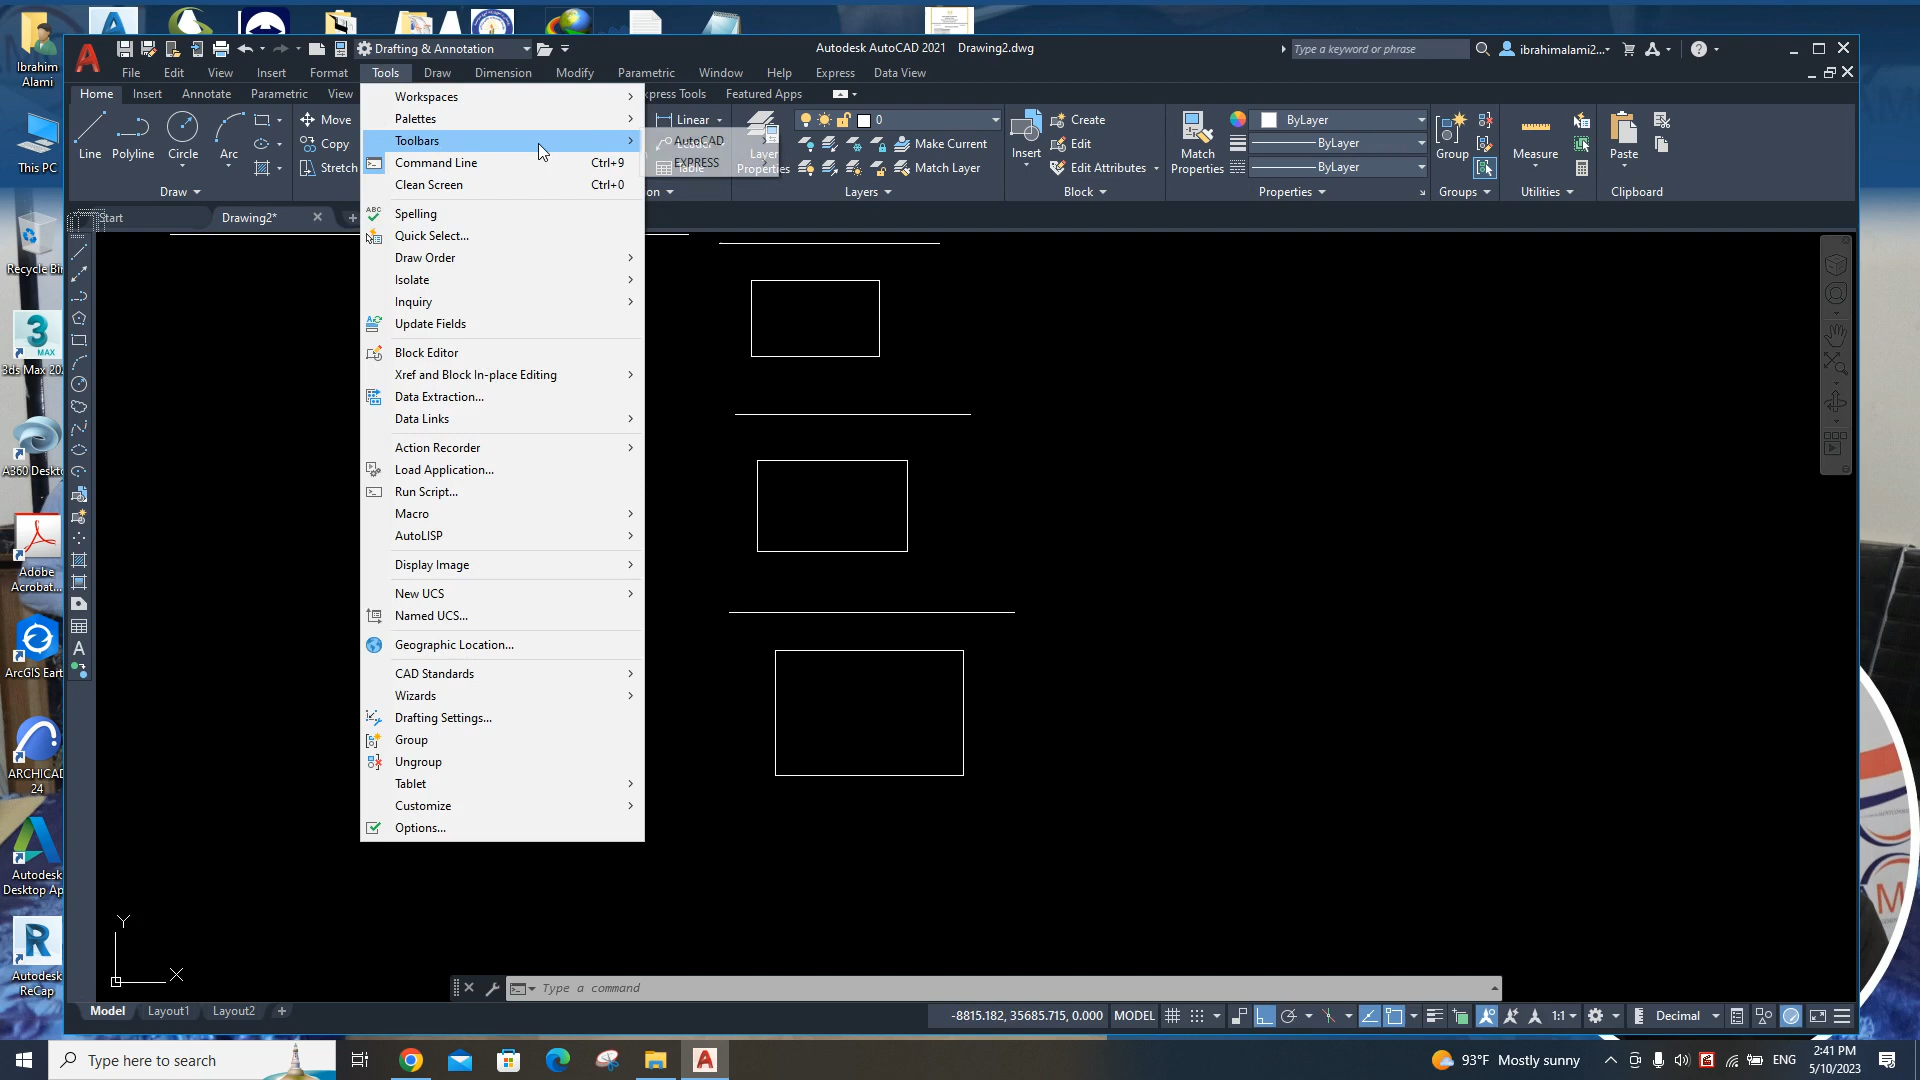 Drafting & Annotation
Autodesk AutoCAD 2021 Drawing2.dwg
Type a keyword or phrase
ibrahimalami2...
File Edit View Insert Format Tools Draw Dimension Modify Parametric Window Help Express Data View
Home Insert Annotate Parametric View
xpress Tools Featured Apps
Line Polyline Circle Arc
Move
Copy
Stretch
Draw
Workspaces
Palettes
Toolbars
Command Line Ctrl+9
Clean Screen Ctrl+0
Spelling
Quick Select...
Draw Order
Isolate
Inquiry
Update Fields
Block Editor
Xref and Block In-place Editing
Data Extraction...
Data Links
Action Recorder
Load Application...
Run Script...
Macro
AutoLISP
Display Image
New UCS
Named UCS...
Geographic Location...
CAD Standards
Wizards
Drafting Settings...
Group
Ungroup
Tablet
Customize
Options...
AutoCAD
EXPRESS
Linear
Leader
Table
Layer
Properties
0
Make Current
Match Layer
Layers
Insert
Create
Edit
Edit Attributes
Block
Match
Properties
ByLayer
ByLayer
ByLayer
Properties
Group
Groups
Measure
Utilities
Paste
Clipboard
Start
Drawing2*
ABC
A
Y
X
Type a command
Model Layout1 Layout2
-8815.182, 35685.715, 0.000 MODEL
1:1
Decimal
Ibrahim
Alami
This PC
Recycle Bin
3
MAX
3ds Max 20...
A360 Deskto
Adobe
Acrobat...
ArcGIS Eart
ARCHICAD
24
Autodesk
Desktop Ap
R
Autodesk
ReCap
M
Type here to search
93°F Mostly sunny
ENG
2:41 PM
5/10/2023